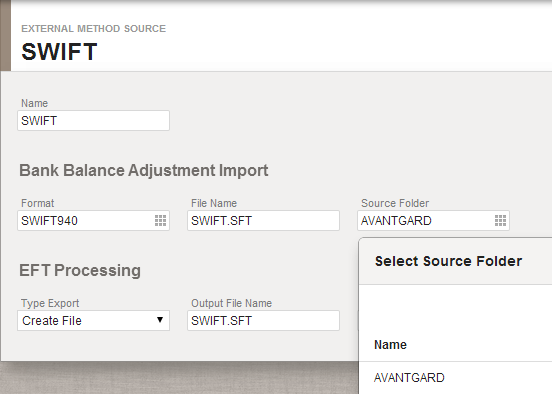 EXTERNAL METHOD SOURCE
SWIFT
Name
SWIFT
Bank Balance Adjustment Import
Format File Name Source Folder
SWIFT940 SWIFT.SFT AVANTGARD
Select Source Folder
EFT Processing
Type Export Output File Name
Create File SWIFT.SFT
Name
AVANTGARD